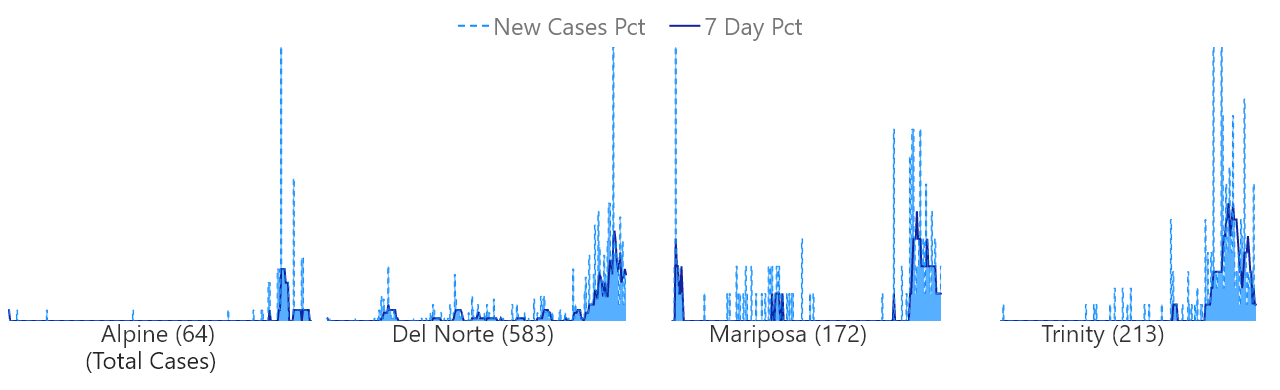 New Cases Pct 7 Day Pct
Alpine (64) Del Norte (583) Mariposa (172) Trinity (213)
(Total Cases)